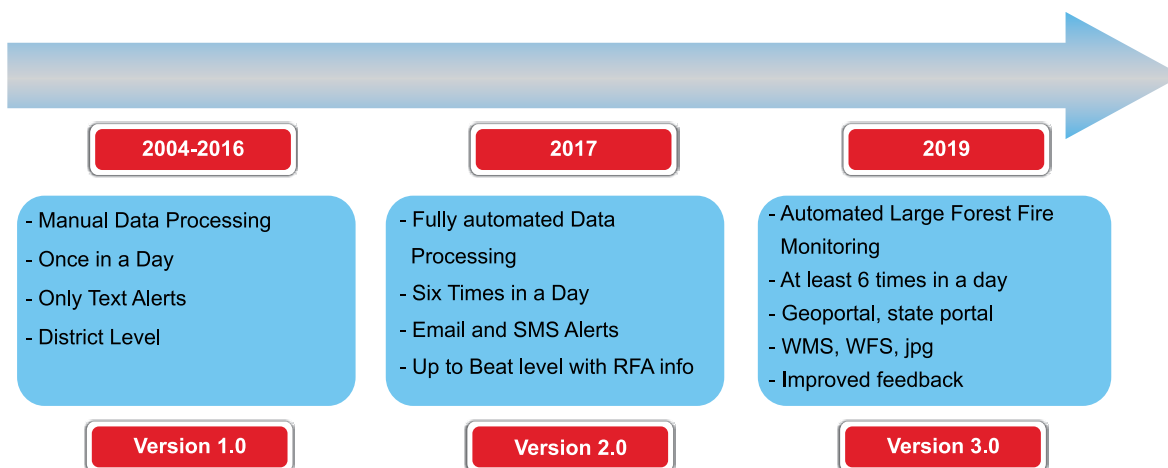 2004-2016
- Manual Data Processing
- Once in a Day
- Only Text Alerts
- District Level
Version 1.0
2017
- Fully automated Data
Processing
- Six Times in a Day
- Email and SMS Alerts
- Up to Beat level with RFA info
Version 2.0
2019
- Automated Large Forest Fire
Monitoring
- At least 6 times in a day
- Geoportal, state portal
- WMS, WFS, jpg
- Improved feedback
Version 3.0